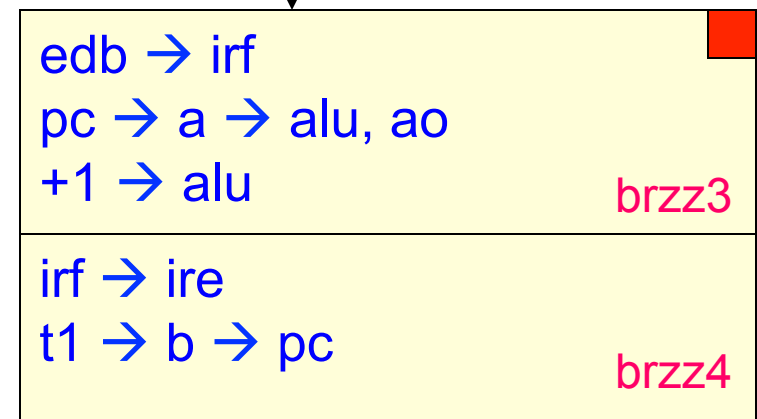 edb → irf
pc → a → alu, ao
+1 → alu
brzz3
irf → ire
t1 → b → pc
brzz4